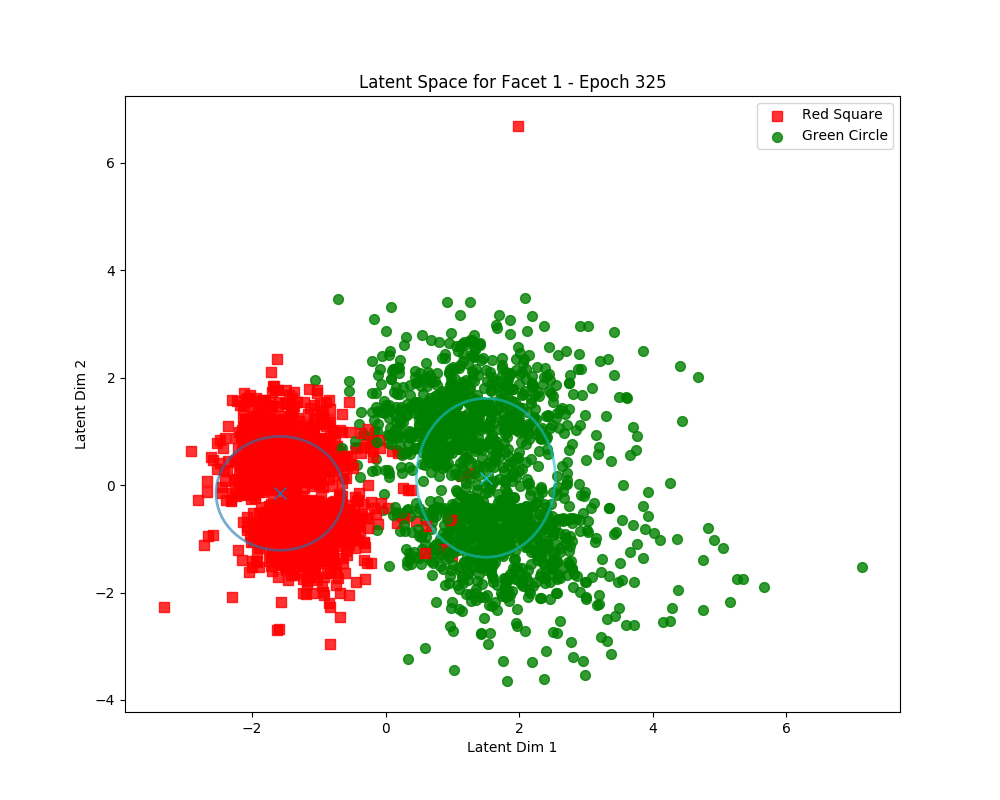 Latent Space for Facet 1 - Epoch 325
Red Square
Green Circle
6
4
2
0
−2
−4
Latent Dim 2
−2
0
2
4
6
Latent Dim 1